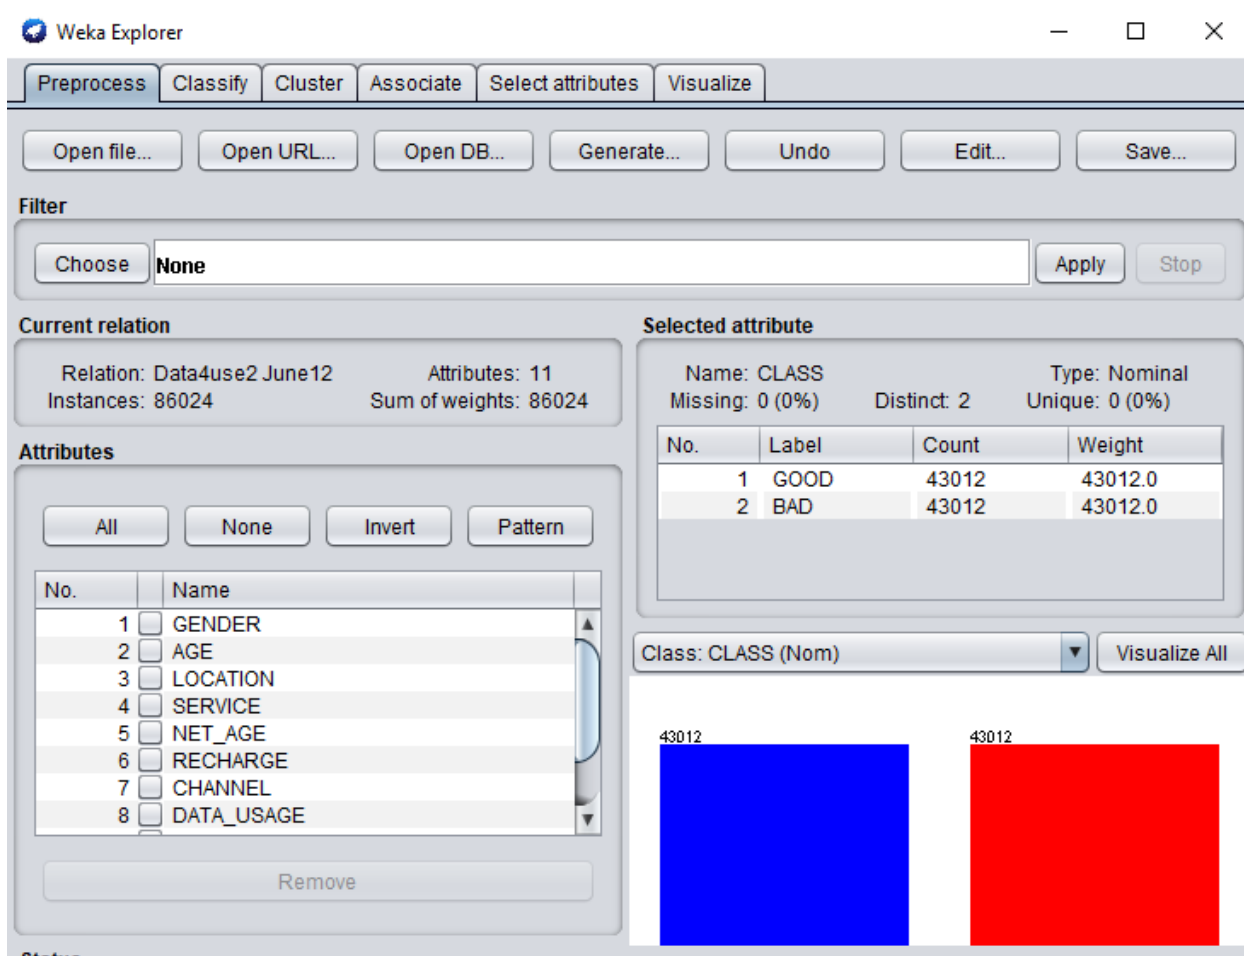 Weka Explorer
Preprocess Classify Cluster Associate Select attributes Visualize
Open file... Open URL... Open DB... Generate... Undo Edit... Save...
Filter
Choose None Apply Stop
Current relation
Relation: Data4use2 June12 Attributes: 11
Instances: 86024 Sum of weights: 86024
Attributes
All None Invert Pattern
No. Name
1 GENDER
2 AGE
3 LOCATION
4 SERVICE
5 NET_AGE
6 RECHARGE
7 CHANNEL
8 DATA_USAGE
Remove
Selected attribute
Name: CLASS Type: Nominal
Missing: 0 (0%) Distinct: 2 Unique: 0 (0%)
No. Label Count Weight
1 GOOD 43012 43012.0
2 BAD 43012 43012.0
Class: CLASS (Nom) Visualize All
43012 43012